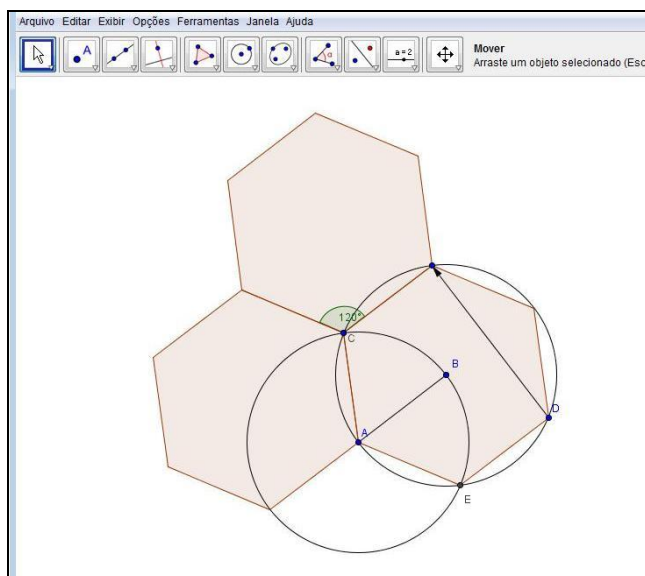 Arquivo Editar Exibir Opções Ferramentas Janela Ajuda
A
α
a = 2
Mover
Arraste um objeto selecionado (Esc
120°
C
B
A
D
E